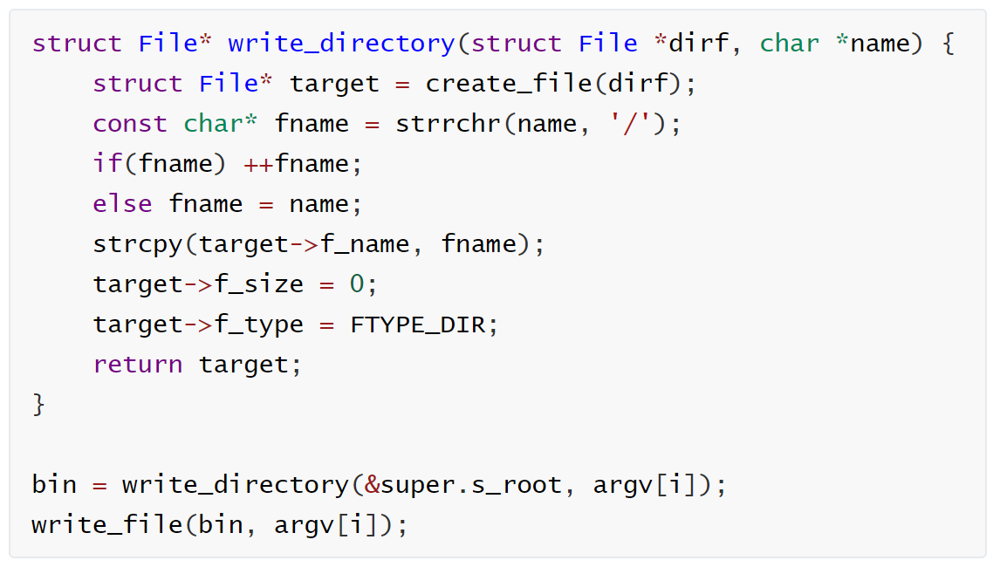 struct File* write_directory(struct File *dirf, char *name) {
    struct File* target = create_file(dirf);
    const char* fname = strrchr(name, '/');
    if(fname) ++fname;
    else fname = name;
    strcpy(target->f_name, fname);
    target->f_size = 0;
    target->f_type = FTYPE_DIR;
    return target;
}

bin = write_directory(&super.s_root, argv[i]);
write_file(bin, argv[i]);